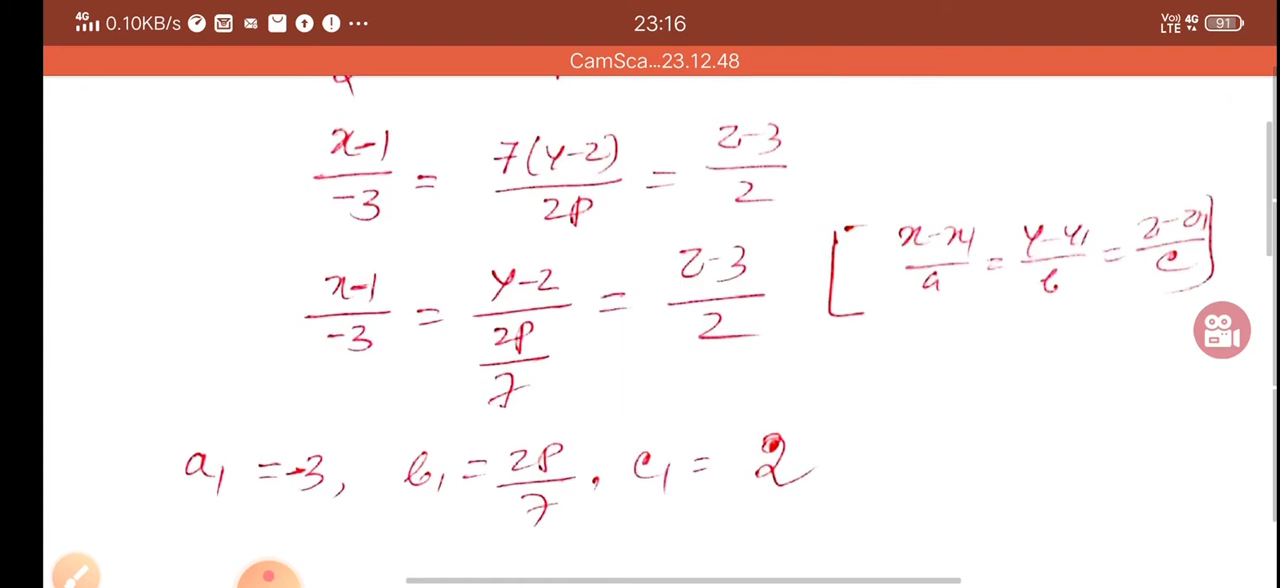 4G 0.10KB/s ... 23:16 Vo) LTE 4G 91
CamSca...23.12.48
x-1/-3 = 7(y-2)/2P = z-3/2
x-1/-3 = y-2/(2P/7) = z-3/2 [x-x1/a = y-y1/b = z-z1/c]
a1 = -3, b1 = 2P/7, c1 = 2